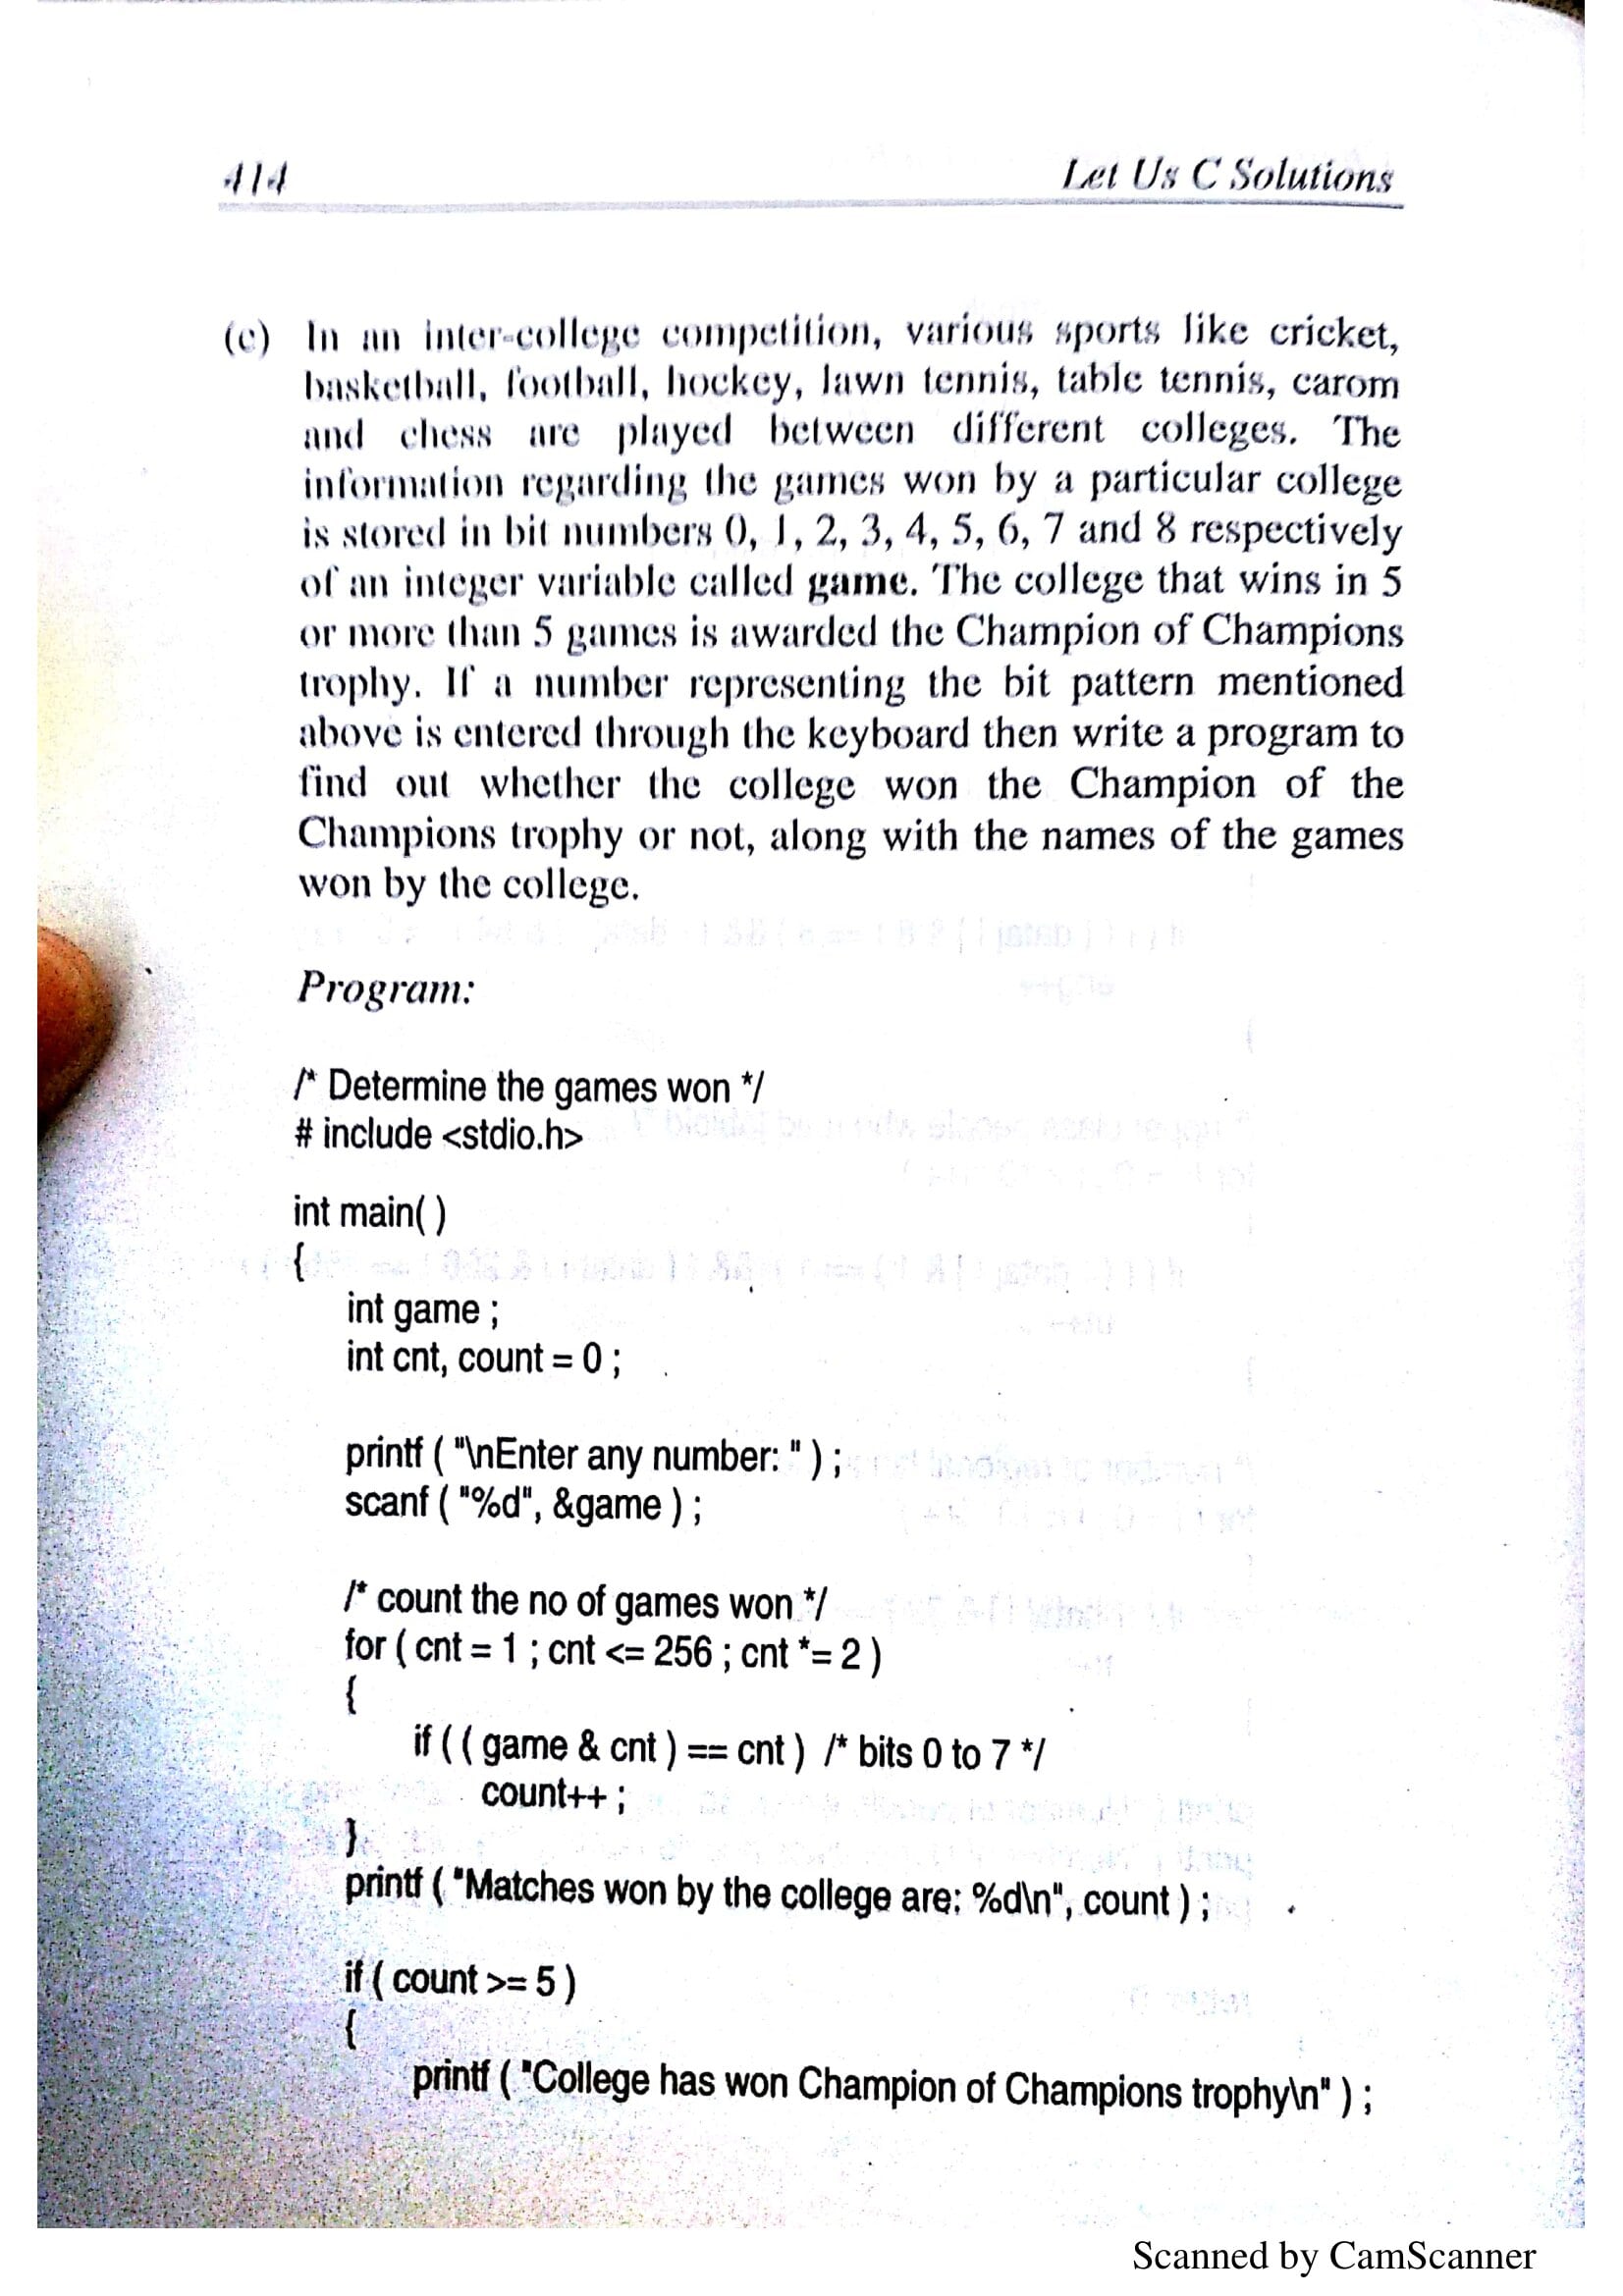 414 Let Us C Solutions
(c) In an inter-college competition, various sports like cricket,
basketball, football, hockey, lawn tennis, table tennis, carom
and chess are played between different colleges. The
information regarding the games won by a particular college
is stored in bit numbers 0, 1, 2, 3, 4, 5, 6, 7 and 8 respectively
of an integer variable called game. The college that wins in 5
or more than 5 games is awarded the Champion of Champions
trophy. If a number representing the bit pattern mentioned
above is entered through the keyboard then write a program to
find out whether the college won the Champion of the
Champions trophy or not, along with the names of the games
won by the college.
Program:
/* Determine the games won */
# include <stdio.h>
int main( )
{
int game ;
int cnt, count = 0 ;
printf ( "\nEnter any number: " ) ;
scanf ( "%d", &game ) ;
/* count the no of games won */
for ( cnt = 1 ; cnt <= 256 ; cnt *= 2 )
{
if ( ( game & cnt ) == cnt ) /* bits 0 to 7 */
count++ ;
}
printf ( "Matches won by the college are: %d\n", count ) ;
if ( count >= 5 )
{
printf ( "College has won Champion of Champions trophy\n" ) ;
Scanned by CamScanner